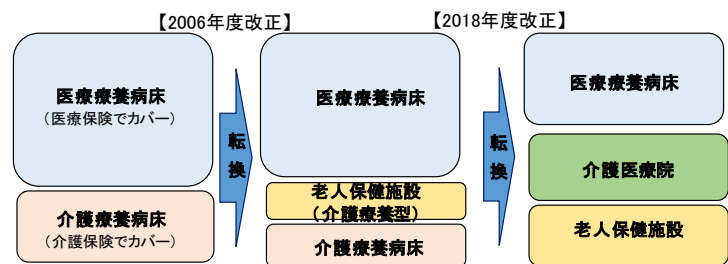 【2006年度改正】
【2018年度改正】
医療療養病床
(医療保険でカバー)
介護療養病床
(介護保険でカバー)
転換
医療療養病床
老人保健施設
(介護療養型)
介護療養病床
転換
医療療養病床
介護医療院
老人保健施設